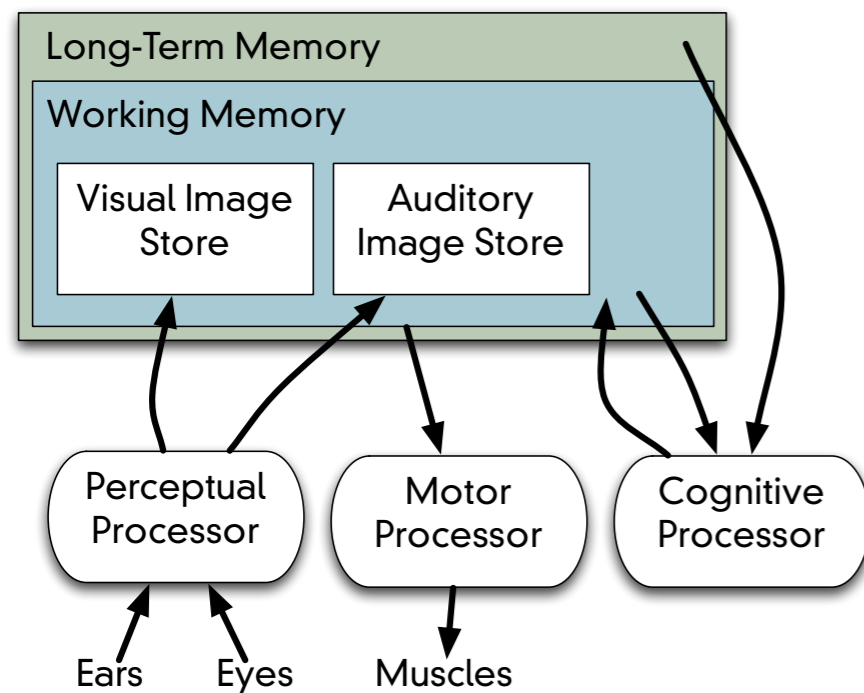 Long-Term Memory
Working Memory
Visual Image
Store
Auditory
Image Store
Perceptual
Processor
Motor
Processor
Cognitive
Processor
Ears
Eyes
Muscles